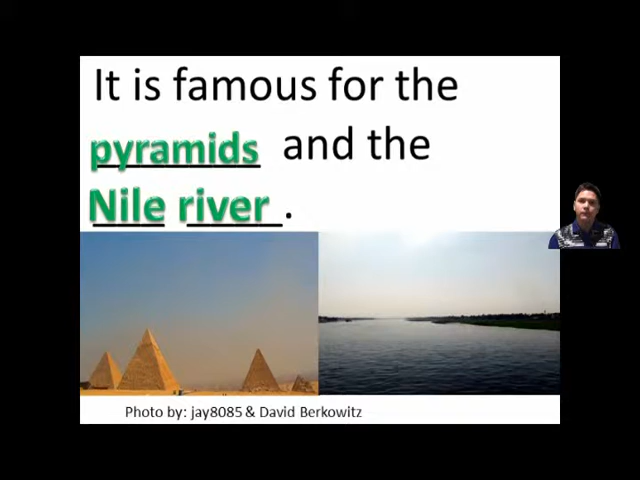 It is famous for the
pyramids and the
Nile river.
Photo by: jay8085 & David Berkowitz